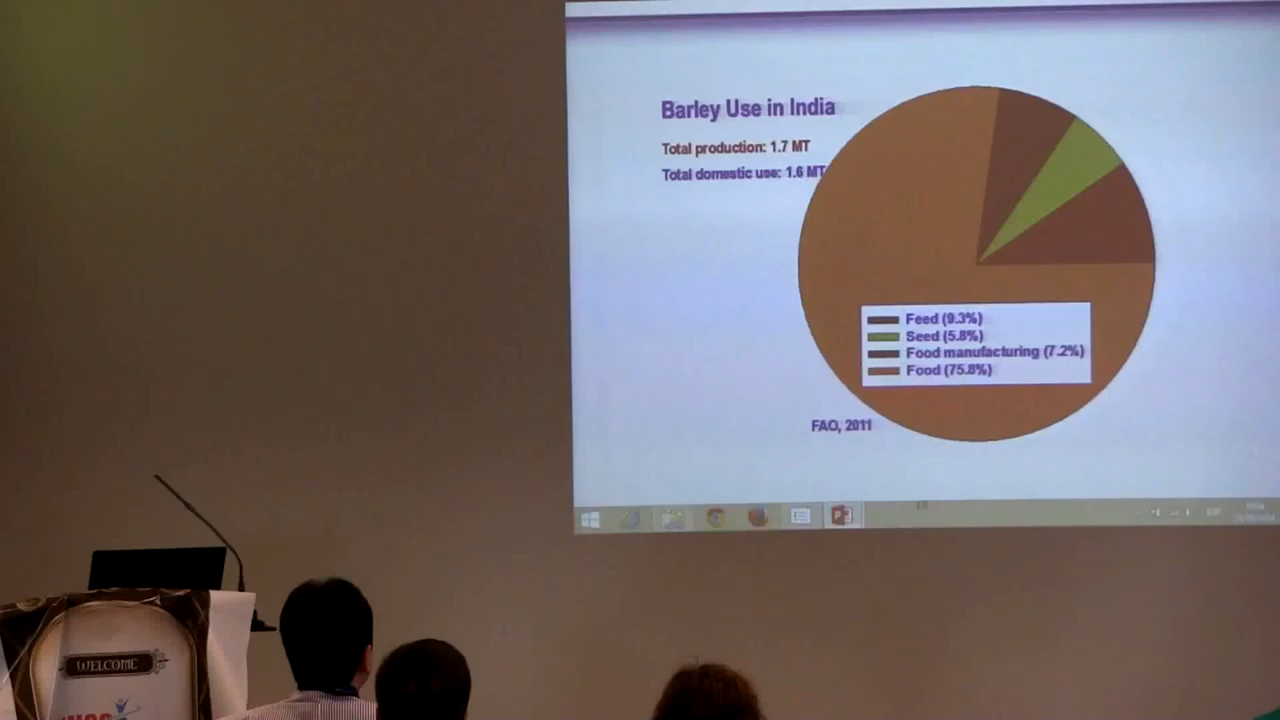 Barley Use in India
Total production: 1.7 MT
Total domestic use: 1.6 MT
Feed (9.3%)
Seed (5.8%)
Food manufacturing (7.2%)
Food (75.8%)
FAO, 2011
WELCOME